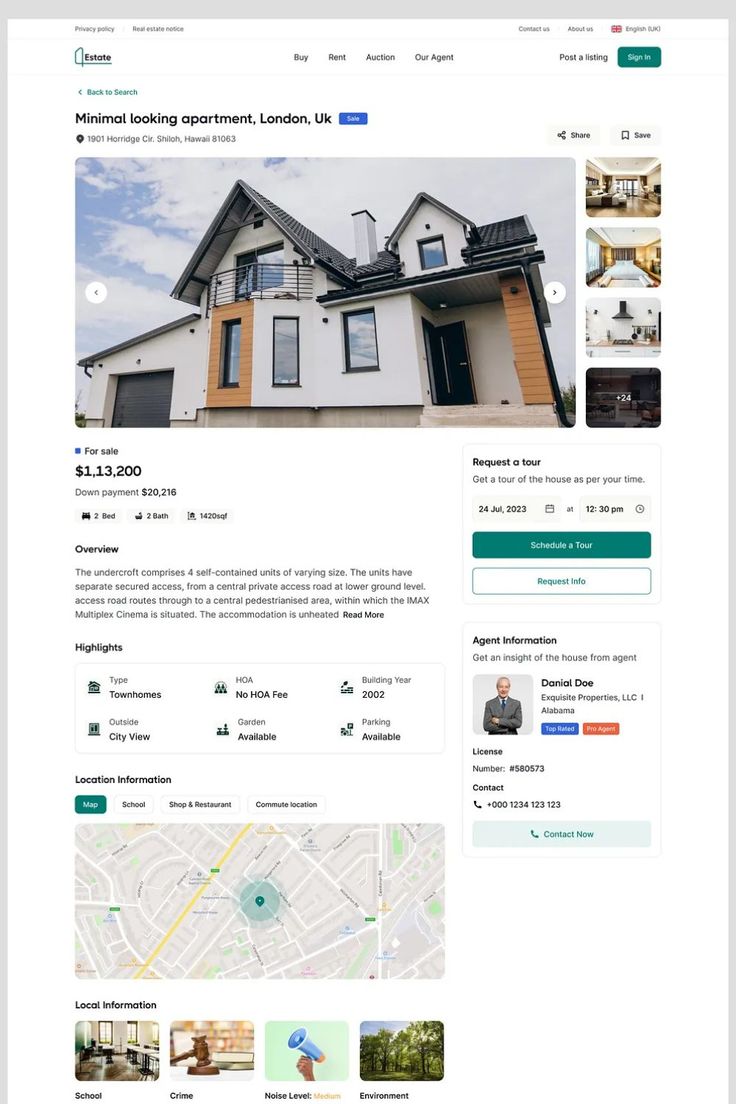 Privacy policy
Real estate notice
Contact us
About us
English (UK)
Estate
Buy
Rent
Auction
Our Agent
Post a listing
Sign In
Back to Search
Minimal looking apartment, London, Uk
Sale
1901 Horridge Cir. Shiloh, Hawaii 81063
Share
Save
+24
For sale
$1,13,200
Down payment $20,216
2 Bed
2 Bath
1420sqf
Overview
The undercroft comprises 4 self-contained units of varying size. The units have
separate secured access, from a central private access road at lower ground level.
access road routes through to a central pedestrianised area, within which the IMAX
Multiplex Cinema is situated. The accommodation is unheated Read More
Highlights
Type
Townhomes
HOA
No HOA Fee
Building Year
2002
Outside
City View
Garden
Available
Parking
Available
Location Information
Map
School
Shop & Restaurant
Commute location
Local Information
School
Crime
Noise Level: Medium
Environment
Request a tour
Get a tour of the house as per your time.
24 Jul, 2023
at
12: 30 pm
Schedule a Tour
Request Info
Agent Information
Get an insight of the house from agent
Danial Doe
Exquisite Properties, LLC I
Alabama
Top Rated
Pro Agent
License
Number: #580573
Contact
+000 1234 123 123
Contact Now